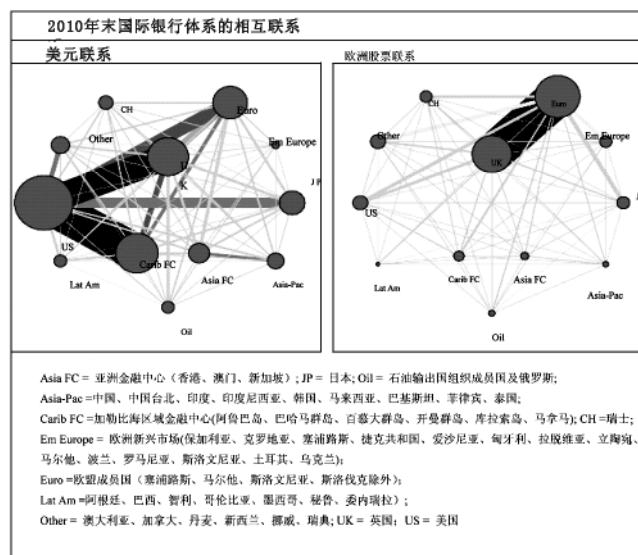 2010年末国际银行体系的相互联系
美元联系
欧洲股票联系
CH
Euro
Other
Em Europe
U
K
J P
US
Carib FC
Lat Am
Asia FC
Asia-Pac
Oil
CH
Euro
Other
Em Europe
UK
US
Lat Am
Carib FC
Asia FC
Asia-Pac
Oil
Asia FC = 亚洲金融中心（香港、澳门、新加坡）; JP = 日本; Oil = 石油输出国组织成员国及俄罗斯;
Asia-Pac=中国、中国台北、印度、印度尼西亚、韩国、马来西亚、巴基斯坦、菲律宾、泰国;
Carib FC=加勒比海区域金融中心(阿鲁巴岛、巴哈马群岛、百慕大群岛、开曼群岛、库拉索岛、马拿马); CH =瑞士;
Em Europe = 欧洲新兴市场(保加利亚、克罗地亚、塞浦路斯、捷克共和国、爱沙尼亚、匈牙利、拉脱维亚、立陶宛、
马尔他、波兰、罗马尼亚、斯洛文尼亚、土耳其、乌克兰);
Euro =欧盟成员国（塞浦路斯、马尔他、斯洛文尼亚、斯洛伐克除外）;
Lat Am =阿根廷、巴西、智利、哥伦比亚、墨西哥、秘鲁、委内瑞拉）;
Other = 澳大利亚、加拿大、丹麦、新西兰、挪威、瑞典; UK = 英国; US = 美国